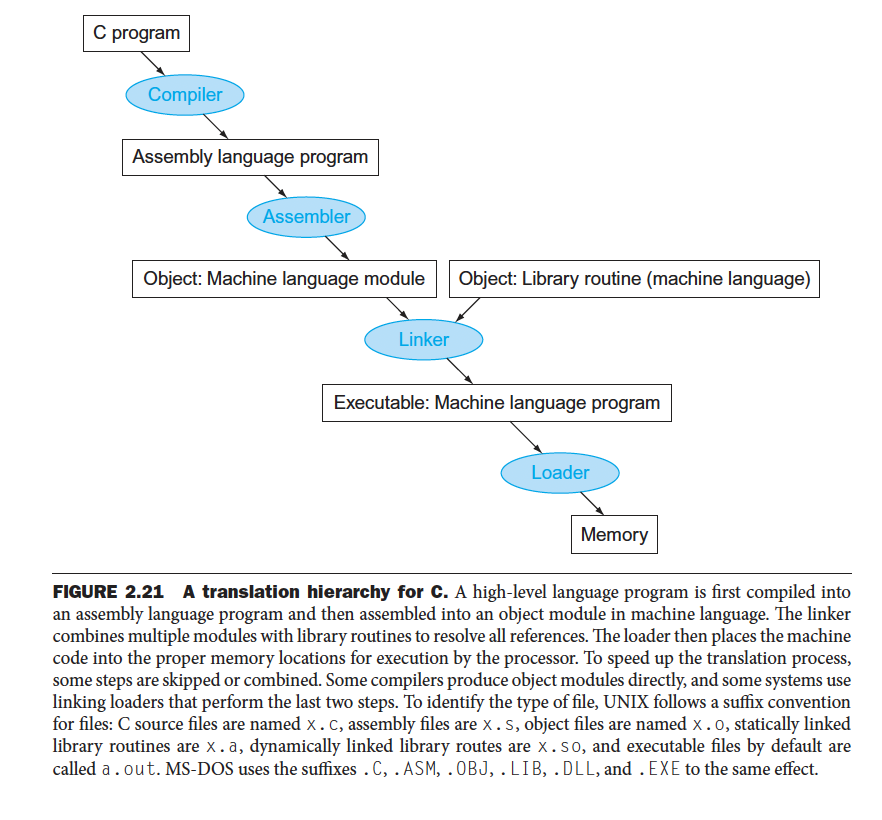 C program
Compiler
Assembly language program
Assembler
Object: Machine language module
Object: Library routine (machine language)
Linker
Executable: Machine language program
Loader
Memory
FIGURE 2.21 A translation hierarchy for C. A high-level language program is first compiled into
an assembly language program and then assembled into an object module in machine language. The linker
combines multiple modules with library routines to resolve all references. The loader then places the machine
code into the proper memory locations for execution by the processor. To speed up the translation process,
some steps are skipped or combined. Some compilers produce object modules directly, and some systems use
linking loaders that perform the last two steps. To identify the type of file, UNIX follows a suffix convention
for files: C source files are named x.c, assembly files are x.s, object files are named x.o, statically linked
library routines are x.a, dynamically linked library routes are x.so, and executable files by default are
called a.out. MS-DOS uses the suffixes .C, .ASM, .OBJ, .LIB, .DLL, and .EXE to the same effect.